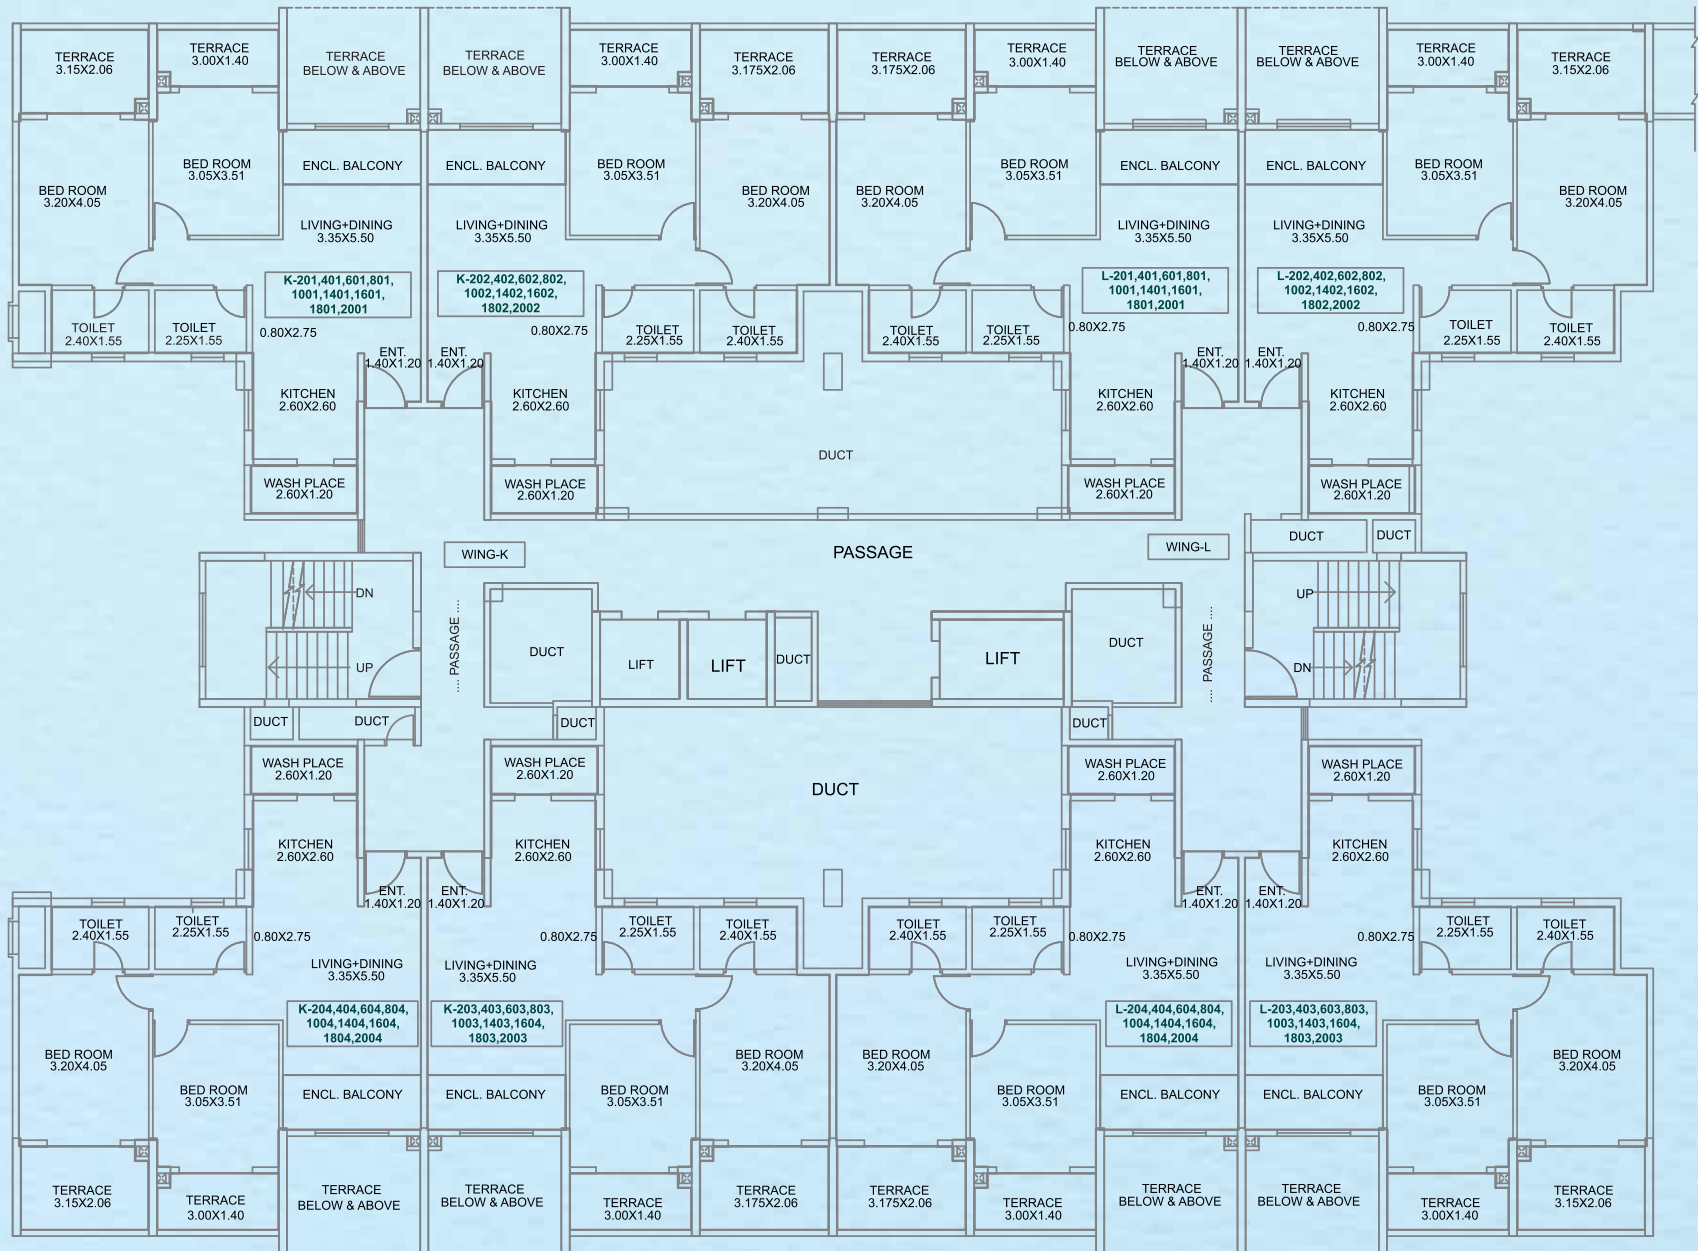 TERRACE
3.15X2.06
TERRACE
3.00X1.40
TERRACE
BELOW & ABOVE
TERRACE
BELOW & ABOVE
TERRACE
3.00X1.40
TERRACE
3.175X2.06
TERRACE
3.175X2.06
TERRACE
3.00X1.40
TERRACE
BELOW & ABOVE
TERRACE
BELOW & ABOVE
TERRACE
3.00X1.40
TERRACE
3.15X2.06
BED ROOM
3.20X4.05
BED ROOM
3.05X3.51
ENCL. BALCONY
ENCL. BALCONY
BED ROOM
3.05X3.51
BED ROOM
3.20X4.05
BED ROOM
3.20X4.05
BED ROOM
3.05X3.51
ENCL. BALCONY
ENCL. BALCONY
BED ROOM
3.05X3.51
BED ROOM
3.20X4.05
LIVING+DINING
3.35X5.50
LIVING+DINING
3.35X5.50
LIVING+DINING
3.35X5.50
LIVING+DINING
3.35X5.50
K-201,401,601,801,
1001,1401,1601,
1801,2001
K-202,402,602,802,
1002,1402,1602,
1802,2002
L-201,401,601,801,
1001,1401,1601,
1801,2001
L-202,402,602,802,
1002,1402,1602,
1802,2002
TOILET
2.40X1.55
TOILET
2.25X1.55
0.80X2.75
ENT.
1.40X1.20
ENT.
1.40X1.20
0.80X2.75
TOILET
2.25X1.55
TOILET
2.40X1.55
TOILET
2.40X1.55
TOILET
2.25X1.55
0.80X2.75
ENT.
1.40X1.20
ENT.
1.40X1.20
0.80X2.75
TOILET
2.25X1.55
TOILET
2.40X1.55
KITCHEN
2.60X2.60
KITCHEN
2.60X2.60
KITCHEN
2.60X2.60
KITCHEN
2.60X2.60
DUCT
WASH PLACE
2.60X1.20
WASH PLACE
2.60X1.20
WASH PLACE
2.60X1.20
WASH PLACE
2.60X1.20
WING-K
PASSAGE
WING-L
DUCT
DUCT
DN
UP
.... PASSAGE ....
DUCT
LIFT
LIFT
DUCT
LIFT
DUCT
.... PASSAGE ....
UP
DN
DUCT
DUCT
DUCT
DUCT
WASH PLACE
2.60X1.20
WASH PLACE
2.60X1.20
DUCT
WASH PLACE
2.60X1.20
WASH PLACE
2.60X1.20
KITCHEN
2.60X2.60
KITCHEN
2.60X2.60
KITCHEN
2.60X2.60
KITCHEN
2.60X2.60
TOILET
2.40X1.55
TOILET
2.25X1.55
0.80X2.75
ENT.
1.40X1.20
ENT.
1.40X1.20
0.80X2.75
TOILET
2.25X1.55
TOILET
2.40X1.55
TOILET
2.40X1.55
TOILET
2.25X1.55
0.80X2.75
ENT.
1.40X1.20
ENT.
1.40X1.20
0.80X2.75
TOILET
2.25X1.55
TOILET
2.40X1.55
LIVING+DINING
3.35X5.50
LIVING+DINING
3.35X5.50
LIVING+DINING
3.35X5.50
LIVING+DINING
3.35X5.50
K-204,404,604,804,
1004,1404,1604,
1804,2004
K-203,403,603,803,
1003,1403,1604,
1803,2003
L-204,404,604,804,
1004,1404,1604,
1804,2004
L-203,403,603,803,
1003,1403,1604,
1803,2003
BED ROOM
3.20X4.05
BED ROOM
3.05X3.51
ENCL. BALCONY
ENCL. BALCONY
BED ROOM
3.05X3.51
BED ROOM
3.20X4.05
BED ROOM
3.20X4.05
BED ROOM
3.05X3.51
ENCL. BALCONY
ENCL. BALCONY
BED ROOM
3.05X3.51
BED ROOM
3.20X4.05
TERRACE
3.15X2.06
TERRACE
3.00X1.40
TERRACE
BELOW & ABOVE
TERRACE
BELOW & ABOVE
TERRACE
3.00X1.40
TERRACE
3.175X2.06
TERRACE
3.175X2.06
TERRACE
3.00X1.40
TERRACE
BELOW & ABOVE
TERRACE
BELOW & ABOVE
TERRACE
3.00X1.40
TERRACE
3.15X2.06